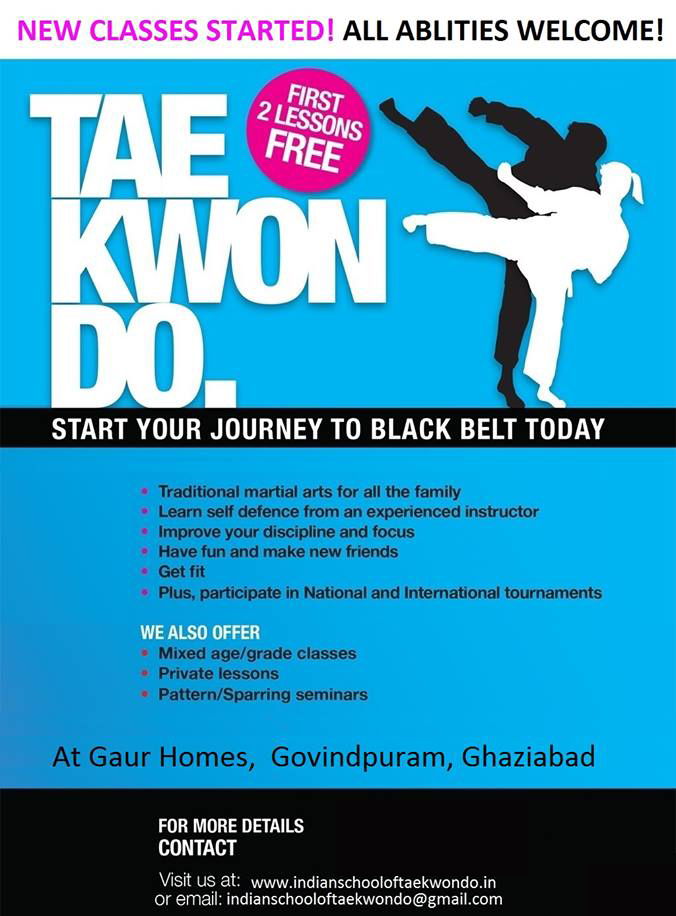 NEW CLASSES STARTED! ALL ABLITIES WELCOME!
FIRST
2 LESSONS
FREE
TAE
KWON
DO.
START YOUR JOURNEY TO BLACK BELT TODAY
• Traditional martial arts for all the family
• Learn self defence from an experienced instructor
• Improve your discipline and focus
• Have fun and make new friends
• Get fit
• Plus, participate in National and International tournaments
WE ALSO OFFER
• Mixed age/grade classes
• Private lessons
• Pattern/Sparring seminars
At Gaur Homes, Govindpuram, Ghaziabad
FOR MORE DETAILS
CONTACT
Visit us at: www.indianschooloftaekwondo.in
or email: indianschooloftaekwondo@gmail.com